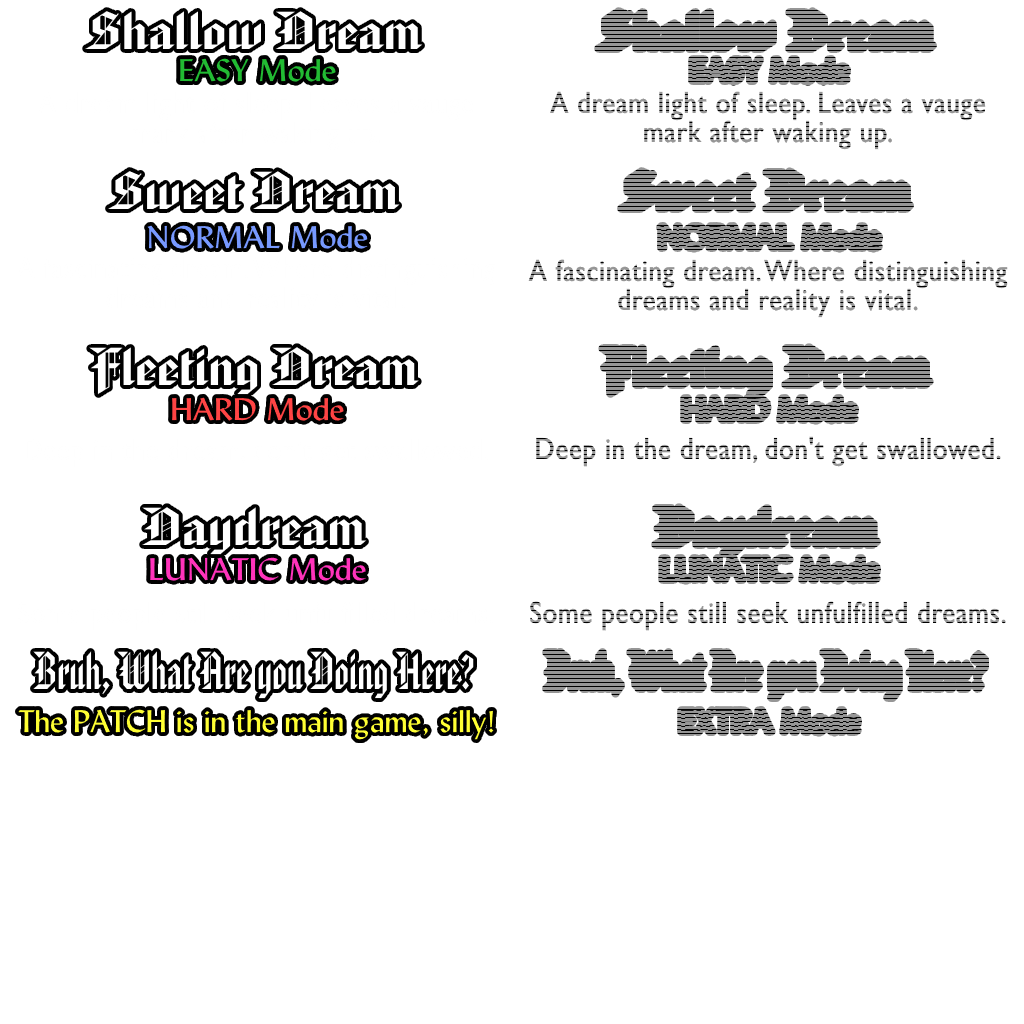 Shallow Dream
EASY Mode
Shallow Dream
EASY Mode
A dream light of sleep. Leaves a vauge
mark after waking up.
Sweet Dream
NORMAL Mode
Sweet Dream
NORMAL Mode
A fascinating dream. Where distinguishing
dreams and reality is vital.
Fleeting Dream
HARD Mode
Fleeting Dream
HARD Mode
Deep in the dream, don't get swallowed.
Daydream
LUNATIC Mode
Daydream
LUNATIC Mode
Some people still seek unfulfilled dreams.
Bruh, What Are you Doing Here?
The PATCH is in the main game, silly!
Bruh, What Are you Doing Here?
EXTRA Mode